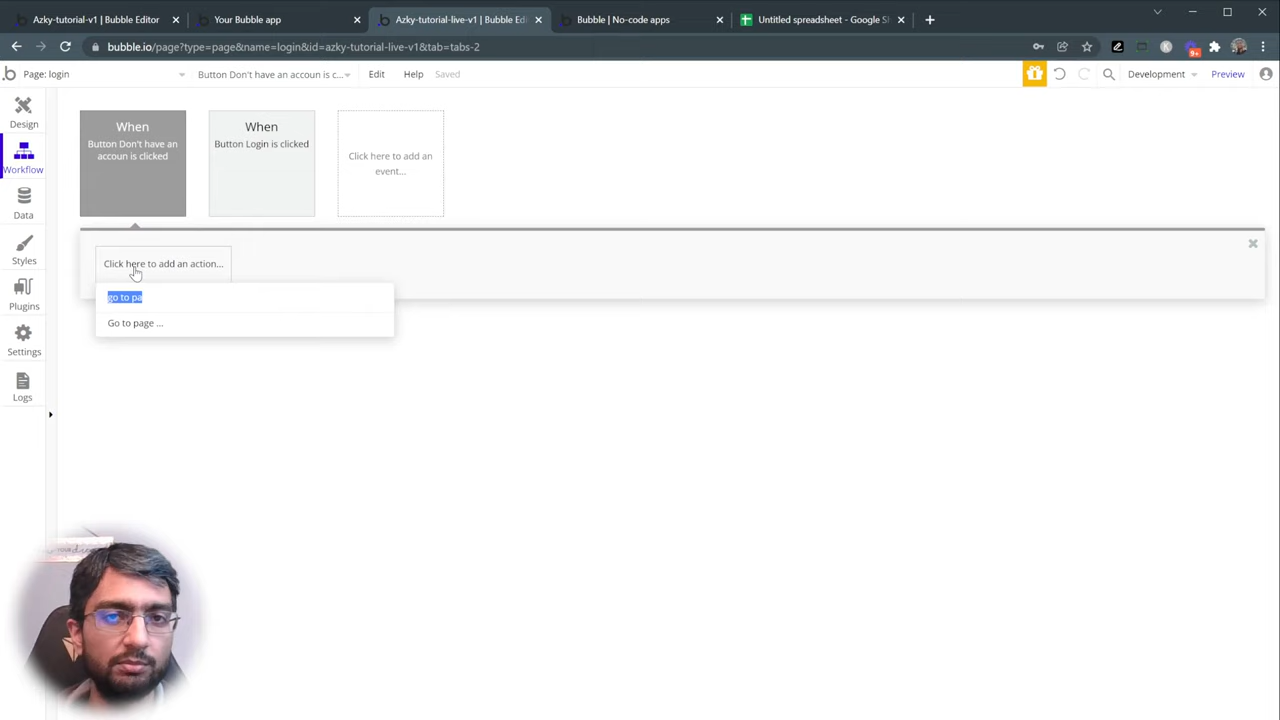 Azky-tutorial-v1 | Bubble Editor
Your Bubble app
Azky-tutorial-live-v1 | Bubble Edi
Bubble | No-code apps
Untitled spreadsheet - Google Sh
bubble.io/page?type=page&name=login&id=azky-tutorial-live-v1&tab=tabs-2
9+
Page: login
Button Don't have an accoun is c...
Edit
Help
Saved
Development
Preview
Design
Workflow
Data
Styles
Plugins
Settings
Logs
When
Button Don't have an
accoun is clicked
When
Button Login is clicked
Click here to add an
event...
Click here to add an action...
go to pa
Go to page ...